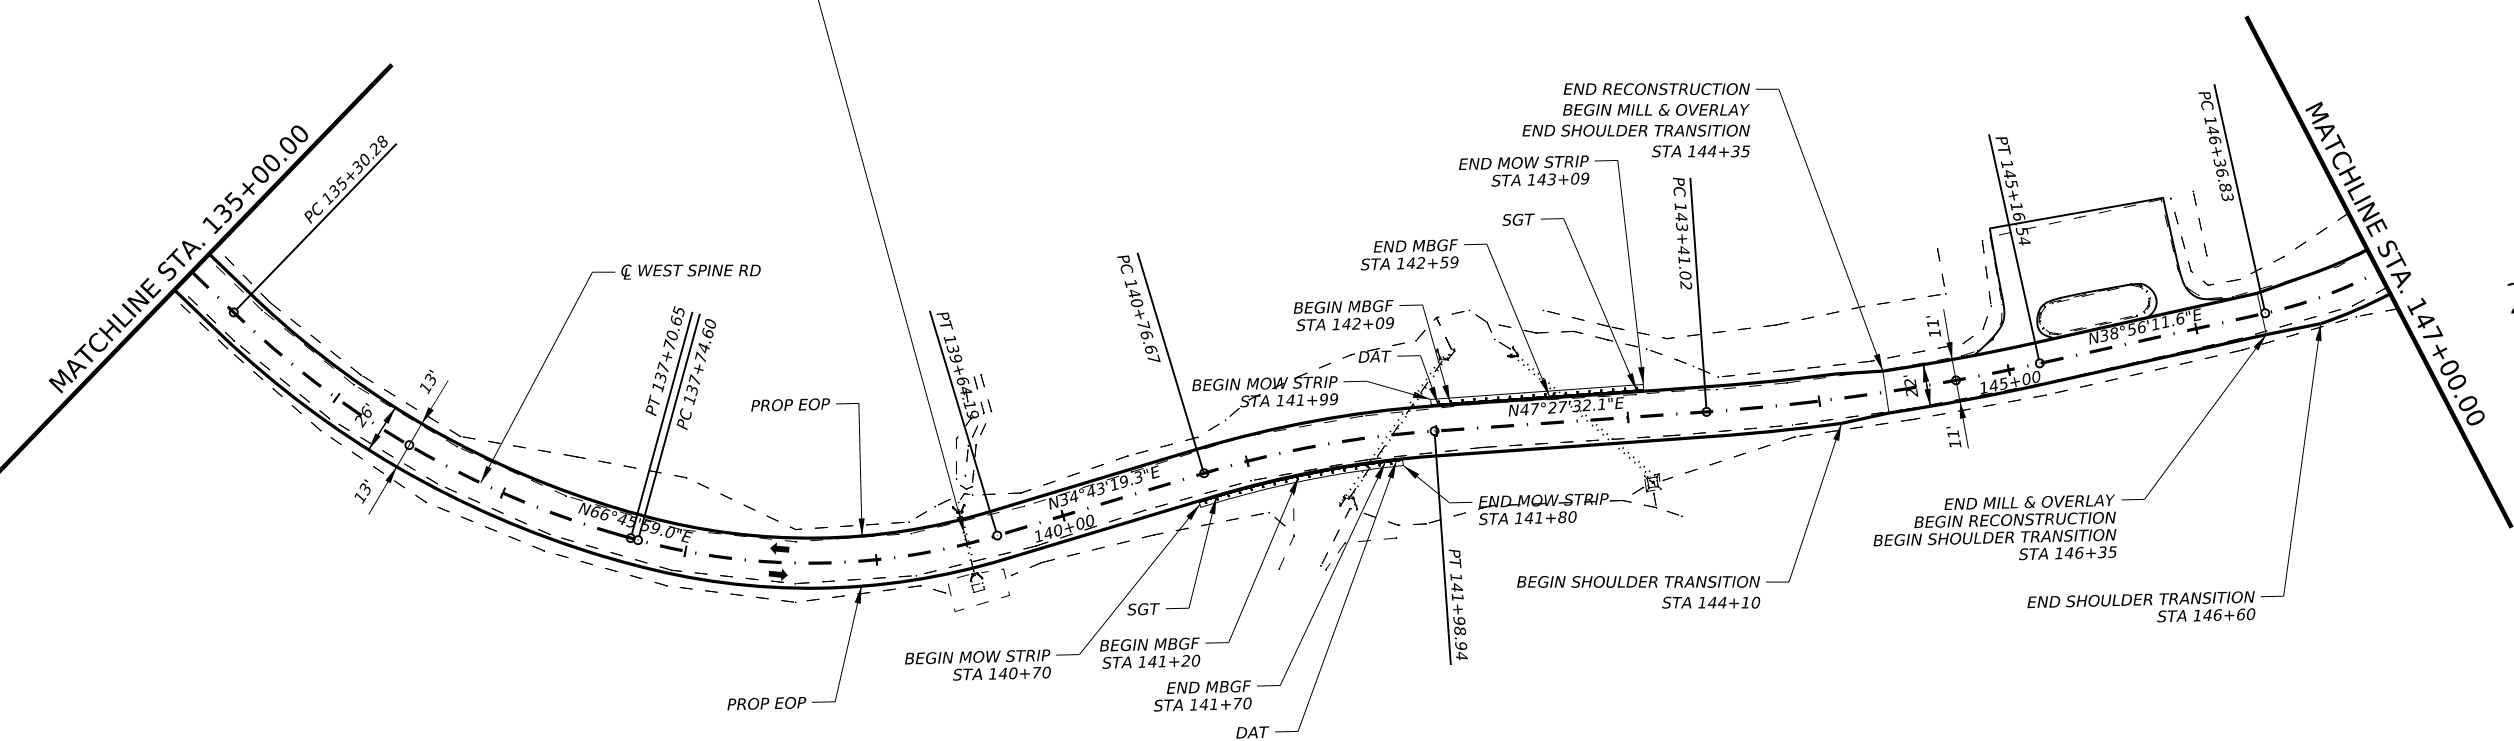 MATCHLINE STA. 135+00.00
PC 135+30.28
℄ WEST SPINE RD
26'
13'
13'
PT 137+70.65
PC 137+74.60
N66°45'59.0"E
PROP EOP
PROP EOP
PT 139+64.19
N34°43'19.3"E
140+00
PC 140+76.67
BEGIN MOW STRIP
STA 140+70
SGT
BEGIN MBGF
STA 141+20
END MBGF
STA 141+70
DAT
END MOW STRIP
STA 141+80
PT 141+98.94
BEGIN MOW STRIP
STA 141+99
DAT
BEGIN MBGF
STA 142+09
END MBGF
STA 142+59
SGT
END MOW STRIP
STA 143+09
N47°27'32.1"E
PC 143+41.02
END RECONSTRUCTION
BEGIN MILL & OVERLAY
END SHOULDER TRANSITION
STA 144+35
BEGIN SHOULDER TRANSITION
STA 144+10
22'
11'
11'
145+00
PT 145+16.54
N38°56'11.6"E
PC 146+36.83
END MILL & OVERLAY
BEGIN RECONSTRUCTION
BEGIN SHOULDER TRANSITION
STA 146+35
END SHOULDER TRANSITION
STA 146+60
MATCHLINE STA. 147+00.00